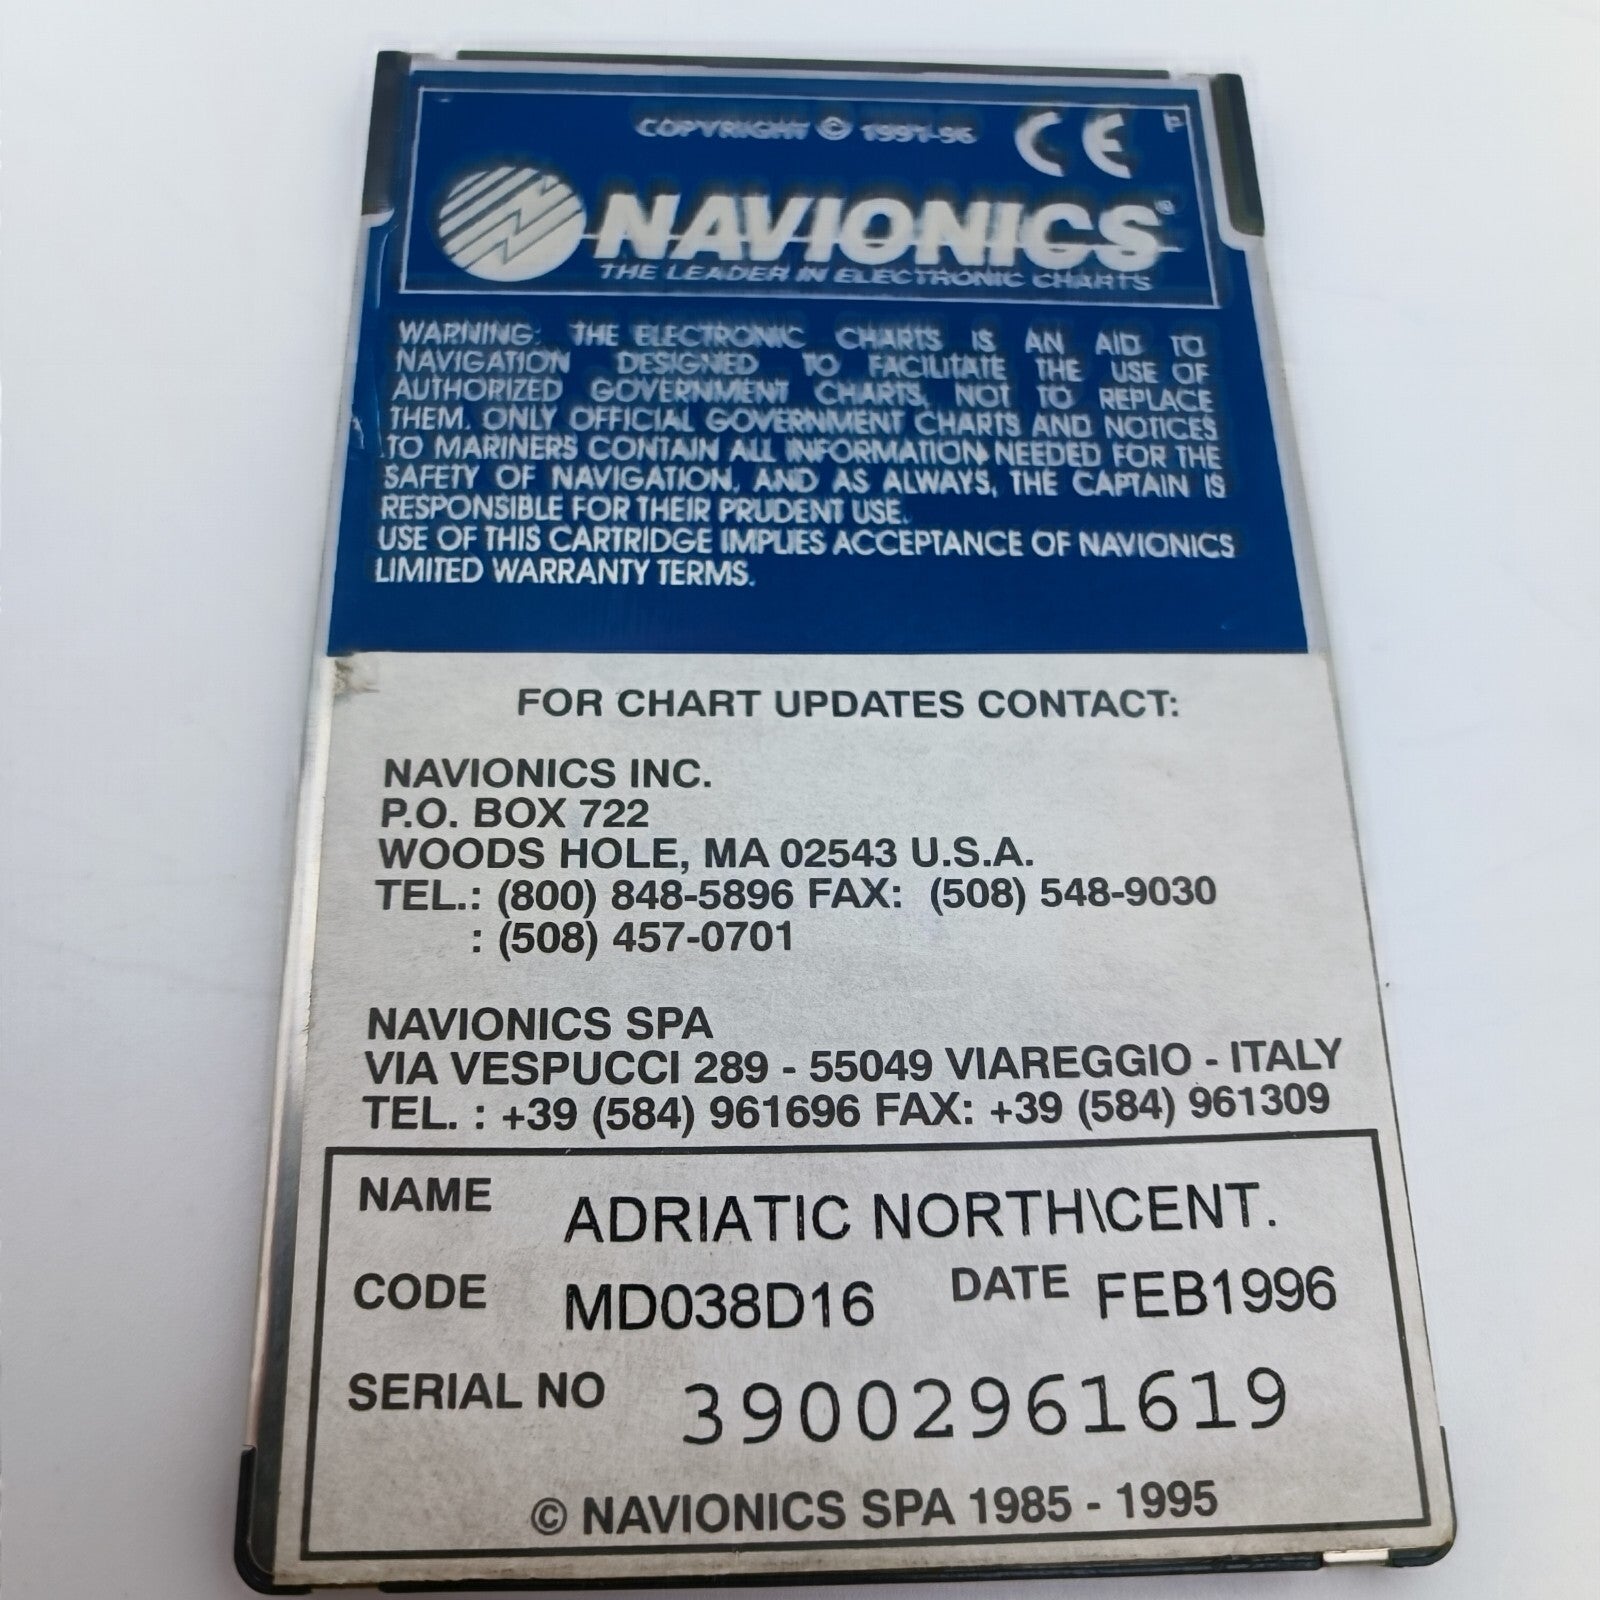 COPYRIGHT © 1991-96 CE
NAVIONICS®
THE LEADER IN ELECTRONIC CHARTS
WARNING: THE ELECTRONIC CHARTS IS AN AID TO
NAVIGATION DESIGNED TO FACILITATE THE USE OF
AUTHORIZED GOVERNMENT CHARTS, NOT TO REPLACE
THEM. ONLY OFFICIAL GOVERNMENT CHARTS AND NOTICES
TO MARINERS CONTAIN ALL INFORMATION NEEDED FOR THE
SAFETY OF NAVIGATION, AND AS ALWAYS, THE CAPTAIN IS
RESPONSIBLE FOR THEIR PRUDENT USE.
USE OF THIS CARTRIDGE IMPLIES ACCEPTANCE OF NAVIONICS
LIMITED WARRANTY TERMS.
FOR CHART UPDATES CONTACT:
NAVIONICS INC.
P.O. BOX 722
WOODS HOLE, MA 02543 U.S.A.
TEL.: (800) 848-5896 FAX: (508) 548-9030
: (508) 457-0701
NAVIONICS SPA
VIA VESPUCCI 289 - 55049 VIAREGGIO - ITALY
TEL. : +39 (584) 961696 FAX: +39 (584) 961309
NAME ADRIATIC NORTH\CENT.
CODE MD038D16 DATE FEB1996
SERIAL NO 39002961619
© NAVIONICS SPA 1985 - 1995